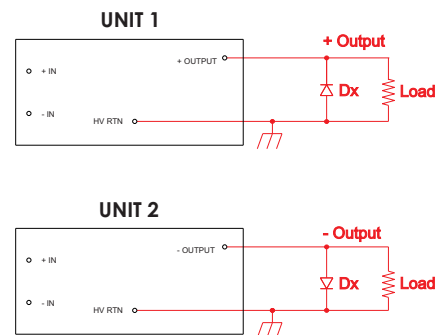 UNIT 1
+ Output
+ OUTPUT
+ IN
Dx
Load
- IN
HV RTN
UNIT 2
- Output
- OUTPUT
+ IN
Dx
Load
- IN
HV RTN